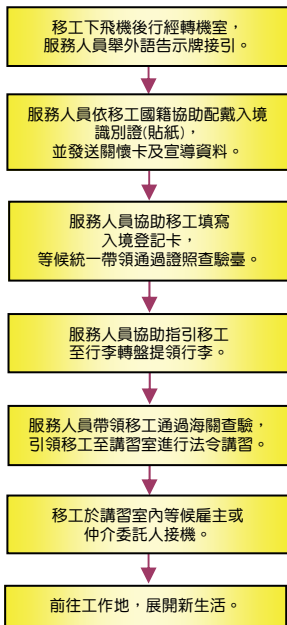 移工下飛機後行經轉機室，
服務人員舉外語告示牌接引。
服務人員依移工國籍協助配戴入境
識別證(貼紙)，
並發送關懷卡及宣導資料。
服務人員協助移工填寫
入境登記卡，
等候統一帶領通過證照查驗臺。
服務人員協助指引移工
至行李轉盤提領行李。
服務人員帶領移工通過海關查驗，
引領移工至講習室進行法令講習。
移工於講習室內等候雇主或
仲介委託人接機。
前往工作地，展開新生活。